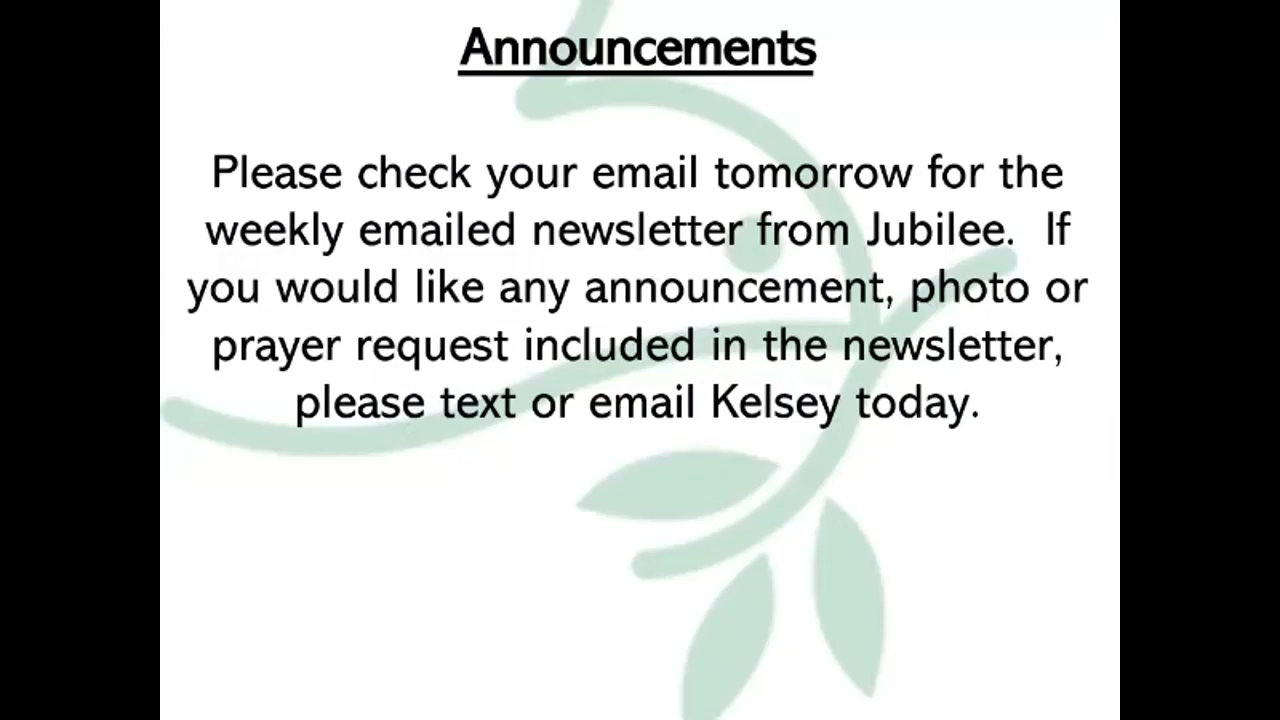 Announcements
Please check your email tomorrow for the
weekly emailed newsletter from Jubilee.  If
you would like any announcement, photo or
prayer request included in the newsletter,
please text or email Kelsey today.